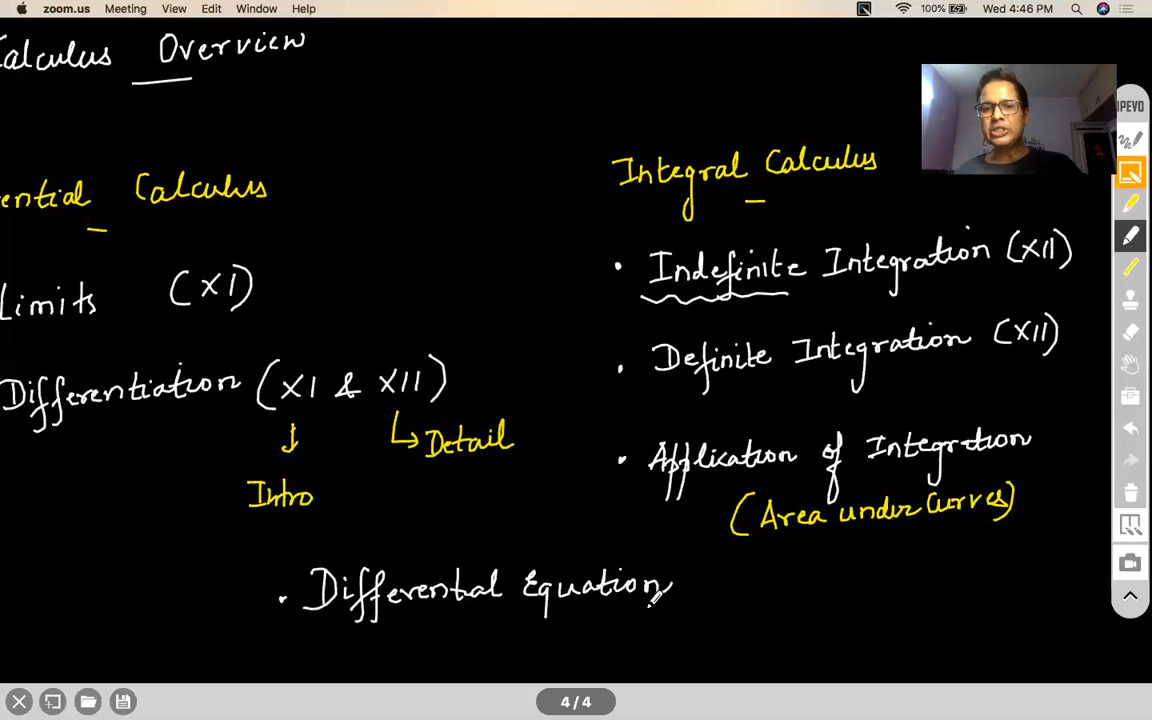 zoom.us Meeting View Edit Window Help 100% Wed 4:46 PM
Calculus Overview
IPEVO
ential Calculus
Integral Calculus
Limits (XI)
• Indefinite Integration (XII)
Differentiation (XI & XII)
• Definite Integration (XII)
Intro
Detail
• Application of Integration
(Area under Curves)
• Differental Equation
4/4